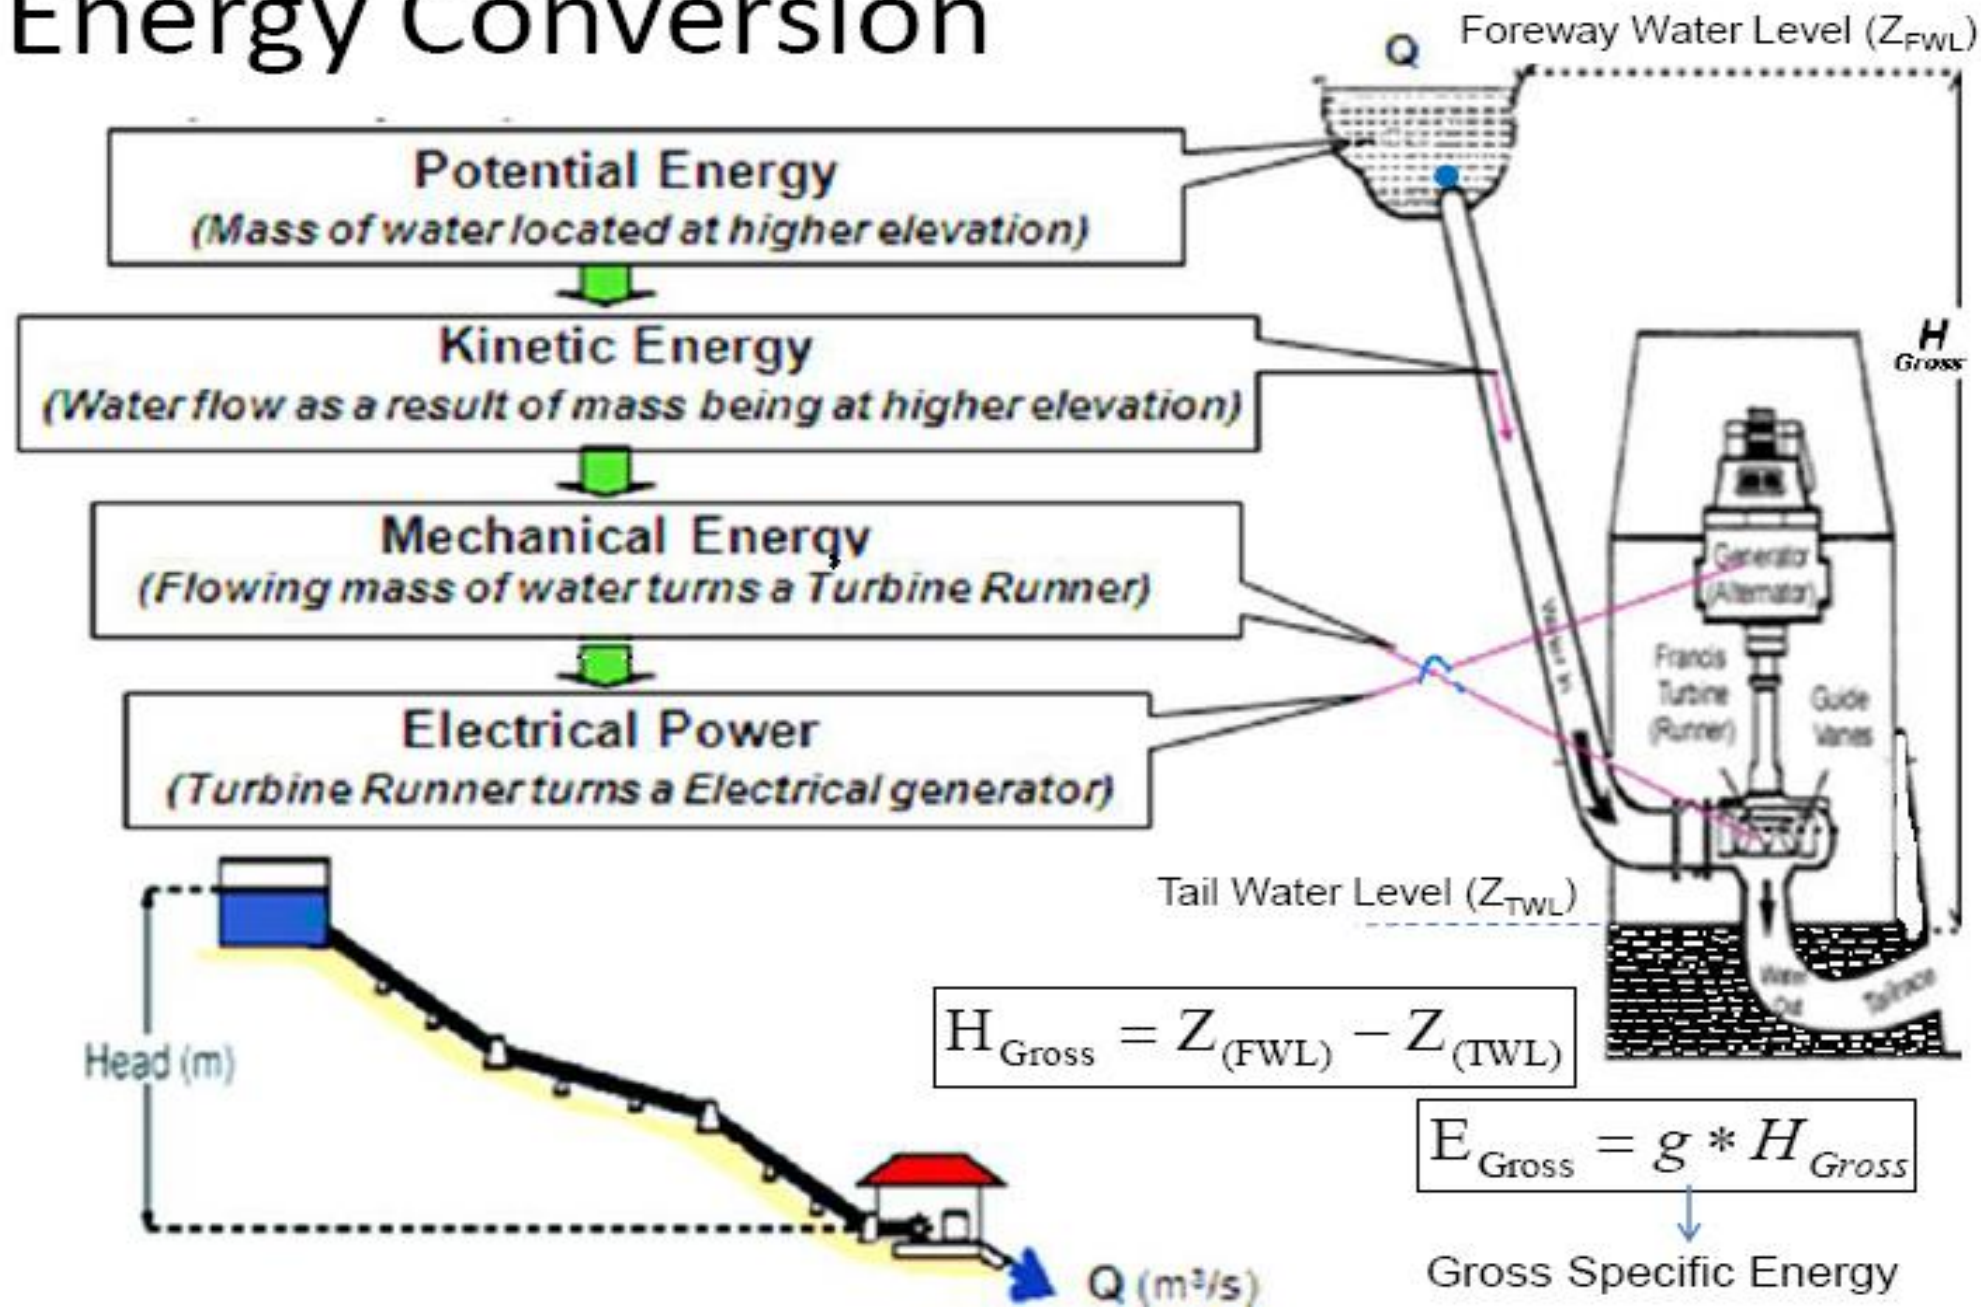 Energy Conversion
Q
Foreway Water Level (Z_FWL)
Potential Energy
(Mass of water located at higher elevation)
Kinetic Energy
(Water flow as a result of mass being at higher elevation)
H
Gross
Mechanical Energy
(Flowing mass of water turns a Turbine Runner)
Generator
(Alternator)
Water In
Francis
Turbine
(Runner)
Guide
Vanes
Electrical Power
(Turbine Runner turns a Electrical generator)
Tail Water Level (Z_TWL)
Water
Out
Tailrace
H_Gross = Z_(FWL) − Z_(TWL)
Head (m)
E_Gross = g * H_Gross
Q (m³/s)
Gross Specific Energy